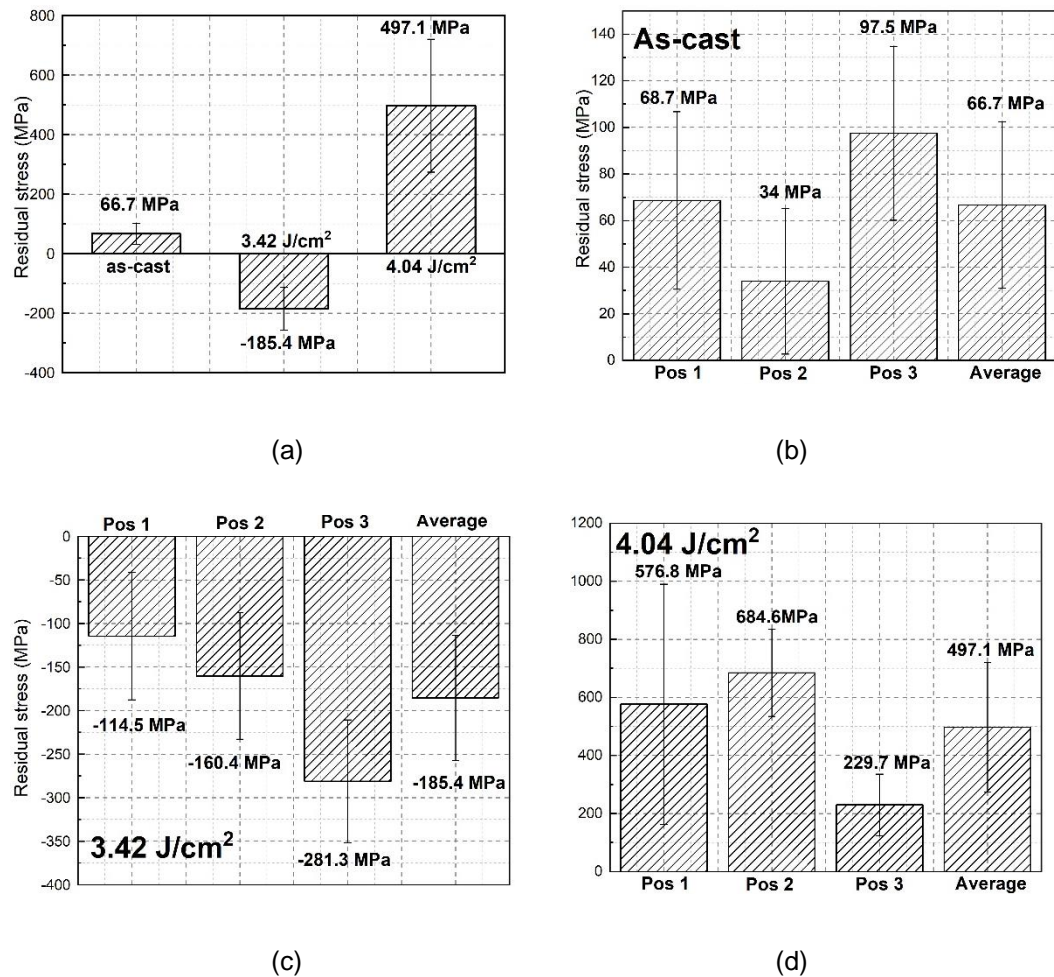 800
600
400
200
0
-200
-400
Residual stress (MPa)
497.1 MPa
66.7 MPa
3.42 J/cm²
as-cast
4.04 J/cm²
-185.4 MPa
(a)
As-cast
140
120
100
80
60
40
20
0
Residual stress (MPa)
97.5 MPa
68.7 MPa
66.7 MPa
34 MPa
Pos 1 Pos 2 Pos 3 Average
(b)
Pos 1 Pos 2 Pos 3 Average
0
-50
-100
-150
-200
-250
-300
-350
-400
Residual stress (MPa)
-114.5 MPa
-160.4 MPa
-185.4 MPa
-281.3 MPa
3.42 J/cm²
(c)
1200
1000
800
600
400
200
0
4.04 J/cm²
576.8 MPa
684.6MPa
497.1 MPa
229.7 MPa
Pos 1 Pos 2 Pos 3 Average
(d)